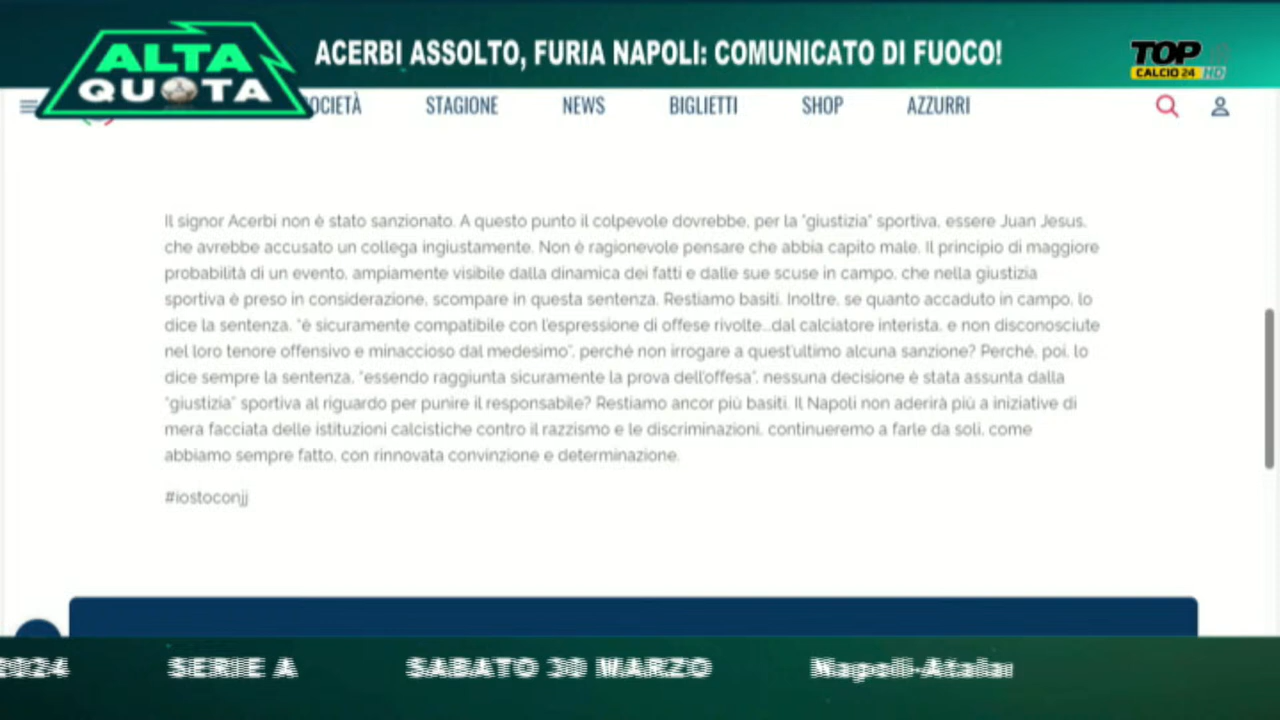 ALTA
QUOTA
ACERBI ASSOLTO, FURIA NAPOLI: COMUNICATO DI FUOCO!
TOP
CALCIO 24 HD
OCIETÀ STAGIONE NEWS BIGLIETTI SHOP AZZURRI
Il signor Acerbi non è stato sanzionato. A questo punto il colpevole dovrebbe, per la "giustizia" sportiva, essere Juan Jesus,
che avrebbe accusato un collega ingiustamente. Non è ragionevole pensare che abbia capito male. Il principio di maggiore
probabilità di un evento, ampiamente visibile dalla dinamica dei fatti e dalle sue scuse in campo, che nella giustizia
sportiva è preso in considerazione, scompare in questa sentenza. Restiamo basiti. Inoltre, se quanto accaduto in campo, lo
dice la sentenza, "è sicuramente compatibile con l'espressione di offese rivolte...dal calciatore interista, e non disconosciute
nel loro tenore offensivo e minaccioso dal medesimo", perché non irrogare a quest'ultimo alcuna sanzione? Perché, poi, lo
dice sempre la sentenza, "essendo raggiunta sicuramente la prova dell'offesa", nessuna decisione è stata assunta dalla
"giustizia" sportiva al riguardo per punire il responsabile? Restiamo ancor più basiti. Il Napoli non aderirà più a iniziative di
mera facciata delle istituzioni calcistiche contro il razzismo e le discriminazioni, continueremo a farle da soli, come
abbiamo sempre fatto, con rinnovata convinzione e determinazione.
#iostoconjj
2024 SERIE A SABATO 30 MARZO Napoli-Atala